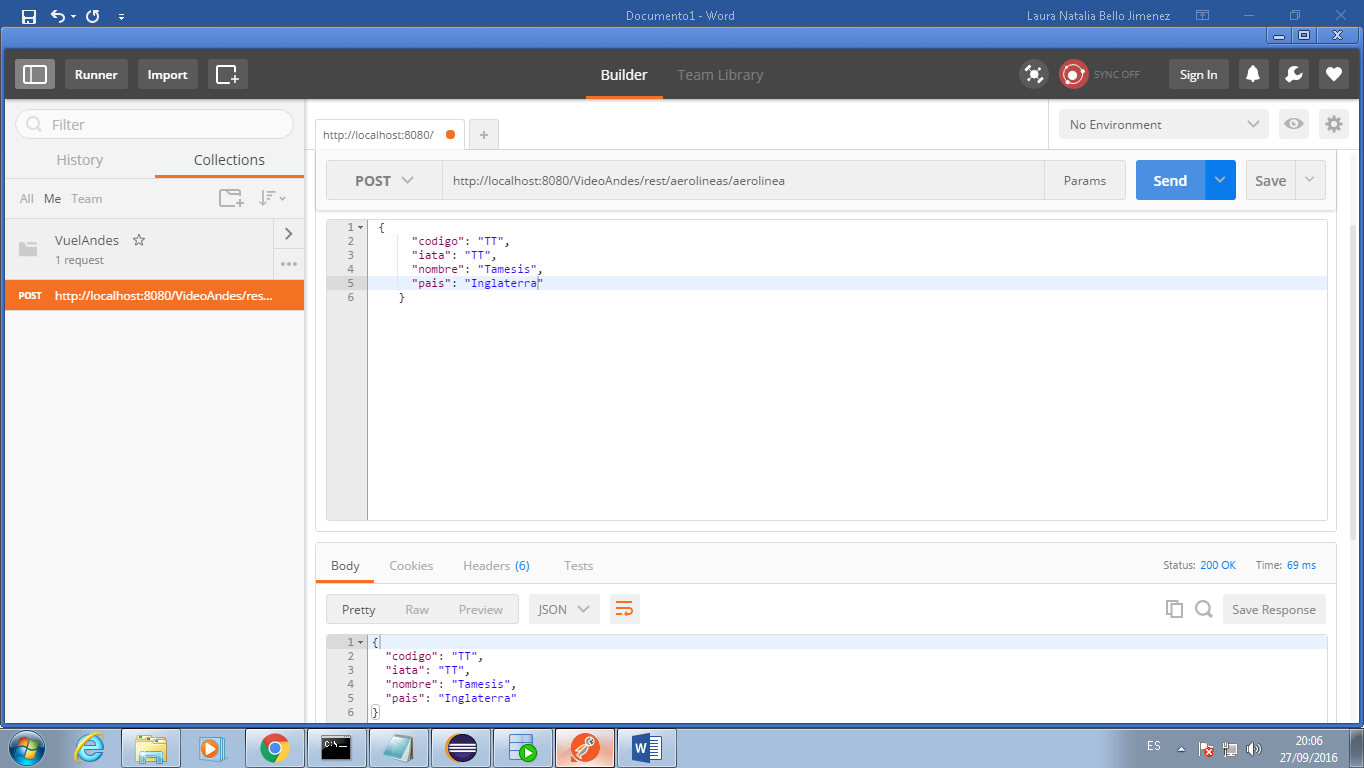 Documento1 - Word
Laura Natalia Bello Jimenez
Runner
Import
Builder
Team Library
SYNC OFF
Sign In
Filter
History
Collections
All Me Team
VuelAndes
1 request
POST http://localhost:8080/VideoAndes/res...
http://localhost:8080/
+
No Environment
POST
http://localhost:8080/VideoAndes/rest/aerolineas/aerolinea
Params
Send
Save
1 {
2 "codigo": "TT",
3 "iata": "TT",
4 "nombre": "Tamesis",
5 "pais": "Inglaterra"
6 }
Body
Cookies
Headers (6)
Tests
Status: 200 OK
Time: 69 ms
Pretty
Raw
Preview
JSON
Save Response
1 {
2 "codigo": "TT",
3 "iata": "TT",
4 "nombre": "Tamesis",
5 "pais": "Inglaterra"
6 }
C:\.
ES
20:06
27/09/2016